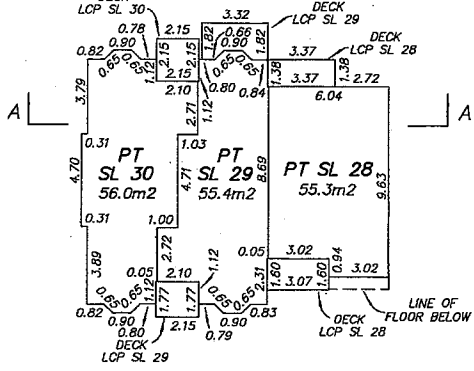 DECK
LCP SL 30
3.32
DECK
LCP SL 29
DECK
LCP SL 28
0.78
2.15
0.90
0.82
0.65
0.65
1.12
2.15
2.15
2.15
1.82
0.66
0.90
1.82
0.65
0.65
3.37
1.38
3.37
1.38
2.72
2.10
0.80
0.84
6.04
3.79
1.12
2.71
A
A
0.31
1.03
4.70
PT
SL 30
56.0m2
4.71
PT
SL 29
55.4m2
8.69
PT SL 28
55.3m2
9.63
0.31
1.00
3.89
2.72
0.05
2.10
1.12
0.05
3.02
0.94
2.31
1.60
1.60
3.02
0.82
0.65
0.90
0.65
0.80
1.12
1.77
1.77
2.15
0.79
0.65
0.90
0.65
0.83
3.07
DECK
LCP SL 29
DECK
LCP SL 28
LINE OF
FLOOR BELOW